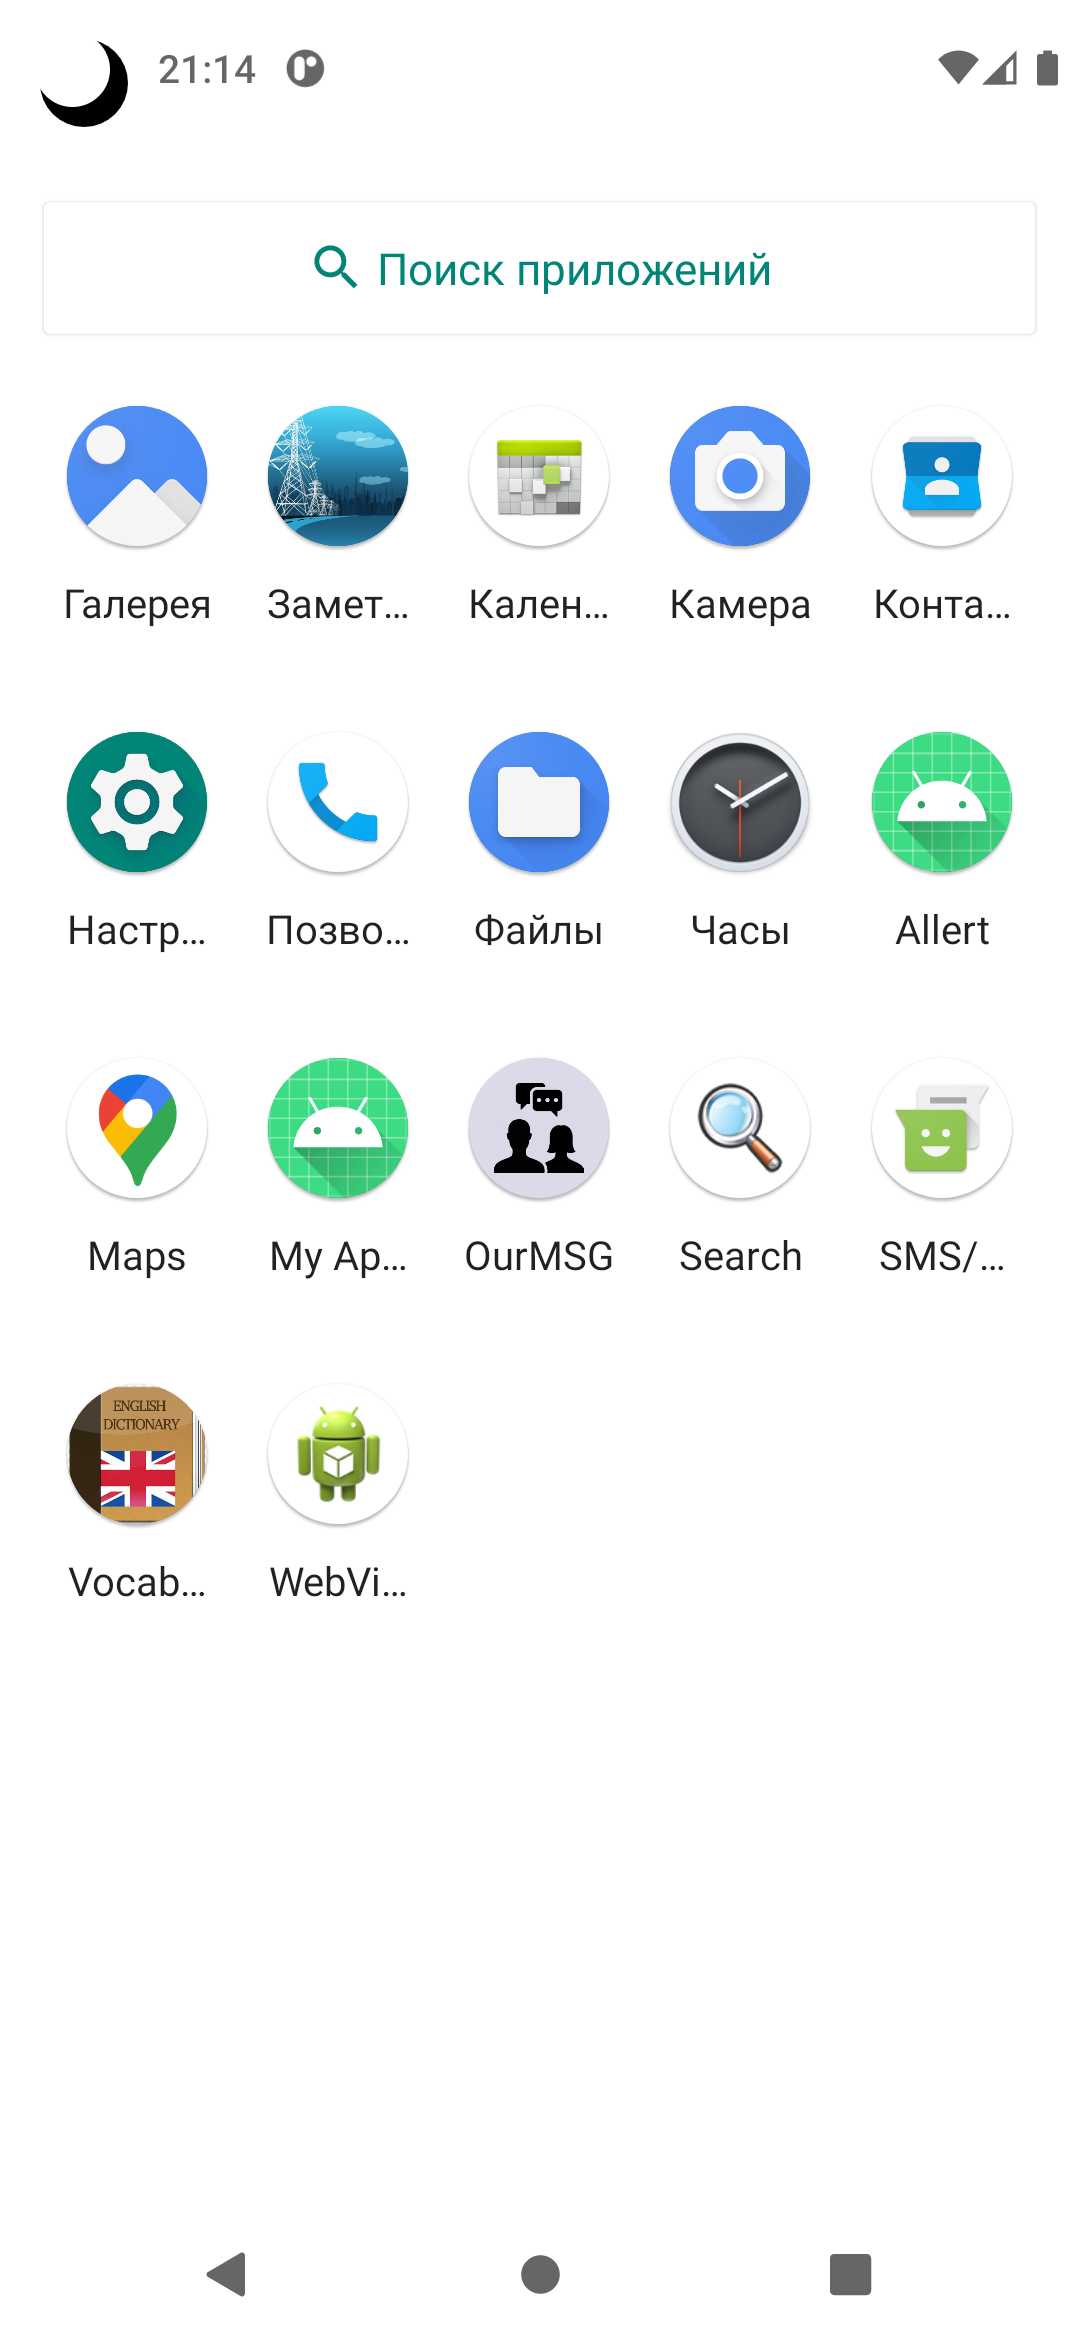 21:14
Поиск приложений
Галерея
Замет...
Кален...
Камера
Конта...
Настр...
Позво...
Файлы
Часы
Allert
Maps
My Ap...
OurMSG
Search
SMS/...
ENGLISH
DICTIONARY
Vocab...
WebVi...